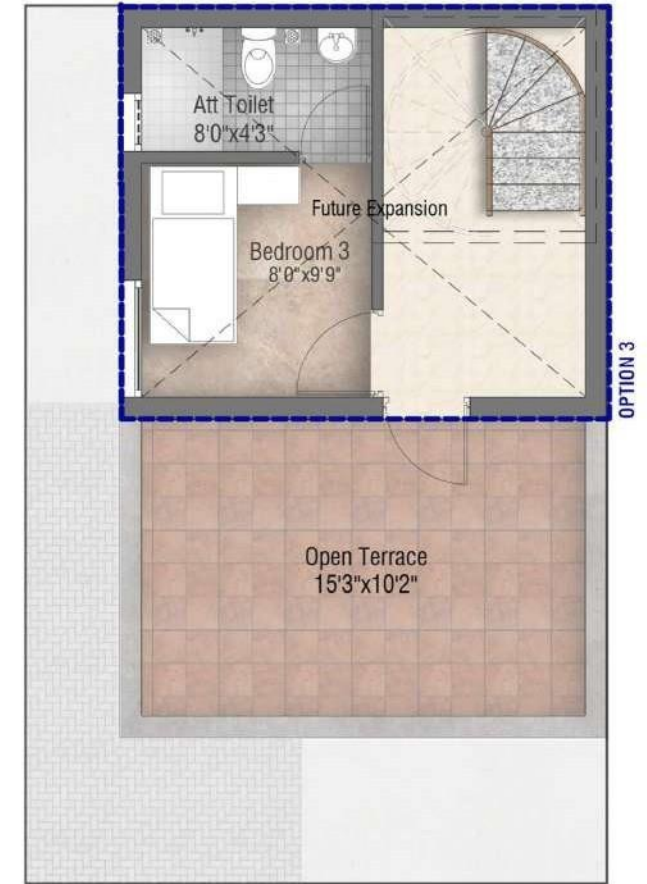 Att Toilet
8'0"x4'3"
Future Expansion
Bedroom 3
8'0"x9'9"
OPTION 3
Open Terrace
15'3"x10'2"